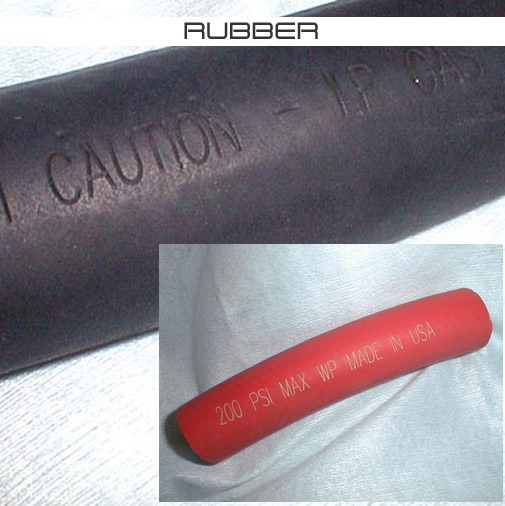 RUBBER
CAUTION - LP GAS
200 PSI MAX WP MADE IN USA